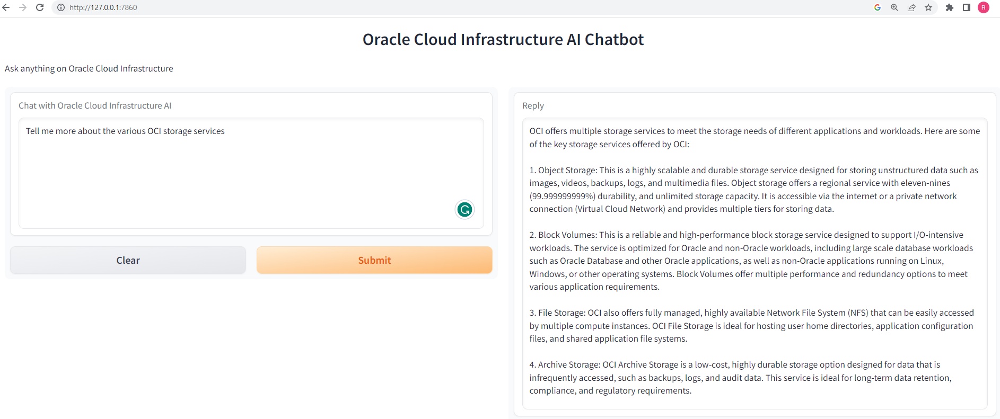 http://127.0.0.1:7860
R
Oracle Cloud Infrastructure AI Chatbot
Ask anything on Oracle Cloud Infrastructure
Chat with Oracle Cloud Infrastructure AI
Tell me more about the various OCI storage services
Clear
Submit
Reply
OCI offers multiple storage services to meet the storage needs of different applications and workloads. Here are some
of the key storage services offered by OCI:
1. Object Storage: This is a highly scalable and durable storage service designed for storing unstructured data such as
images, videos, backups, logs, and multimedia files. Object storage offers a regional service with eleven-nines
(99.999999999%) durability, and unlimited storage capacity. It is accessible via the internet or a private network
connection (Virtual Cloud Network) and provides multiple tiers for storing data.
2. Block Volumes: This is a reliable and high-performance block storage service designed to support I/O-intensive
workloads. The service is optimized for Oracle and non-Oracle workloads, including large scale database workloads
such as Oracle Database and other Oracle applications, as well as non-Oracle applications running on Linux,
Windows, or other operating systems. Block Volumes offer multiple performance and redundancy options to meet
various application requirements.
3. File Storage: OCI also offers fully managed, highly available Network File System (NFS) that can be easily accessed
by multiple compute instances. OCI File Storage is ideal for hosting user home directories, application configuration
files, and shared application file systems.
4. Archive Storage: OCI Archive Storage is a low-cost, highly durable storage option designed for data that is
infrequently accessed, such as backups, logs, and audit data. This service is ideal for long-term data retention,
compliance, and regulatory requirements.